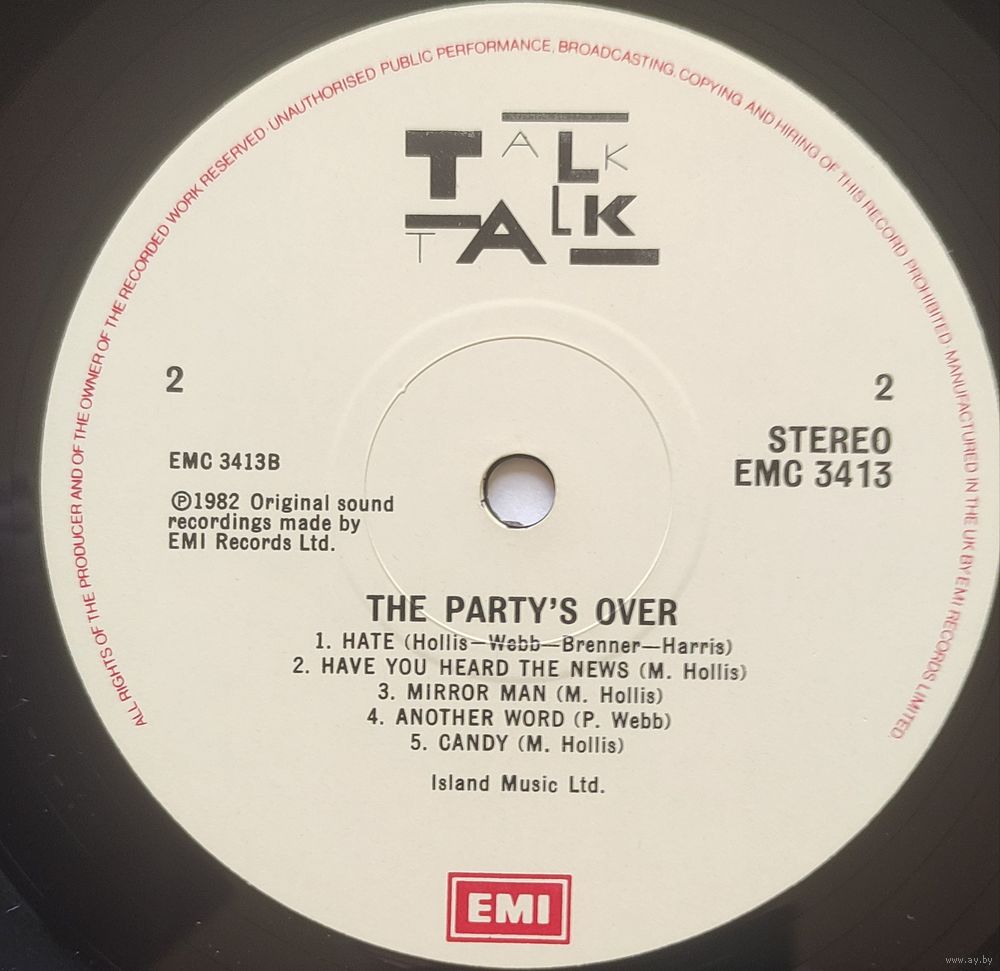 ALL RIGHTS OF THE PRODUCER AND OF THE OWNER OF THE RECORDED WORK RESERVED · UNAUTHORISED PUBLIC PERFORMANCE, BROADCASTING, COPYING AND HIRING OF THIS RECORD PROHIBITED · MANUFACTURED IN THE UK BY EMI RECORDS LIMITED.
TALK
TALK
2
2
STEREO
EMC 3413
EMC 3413B
℗1982 Original sound
recordings made by
EMI Records Ltd.
THE PARTY'S OVER
1. HATE (Hollis—Webb—Brenner—Harris)
2. HAVE YOU HEARD THE NEWS (M. Hollis)
3. MIRROR MAN (M. Hollis)
4. ANOTHER WORD (P. Webb)
5. CANDY (M. Hollis)
Island Music Ltd.
EMI
www.ay.by